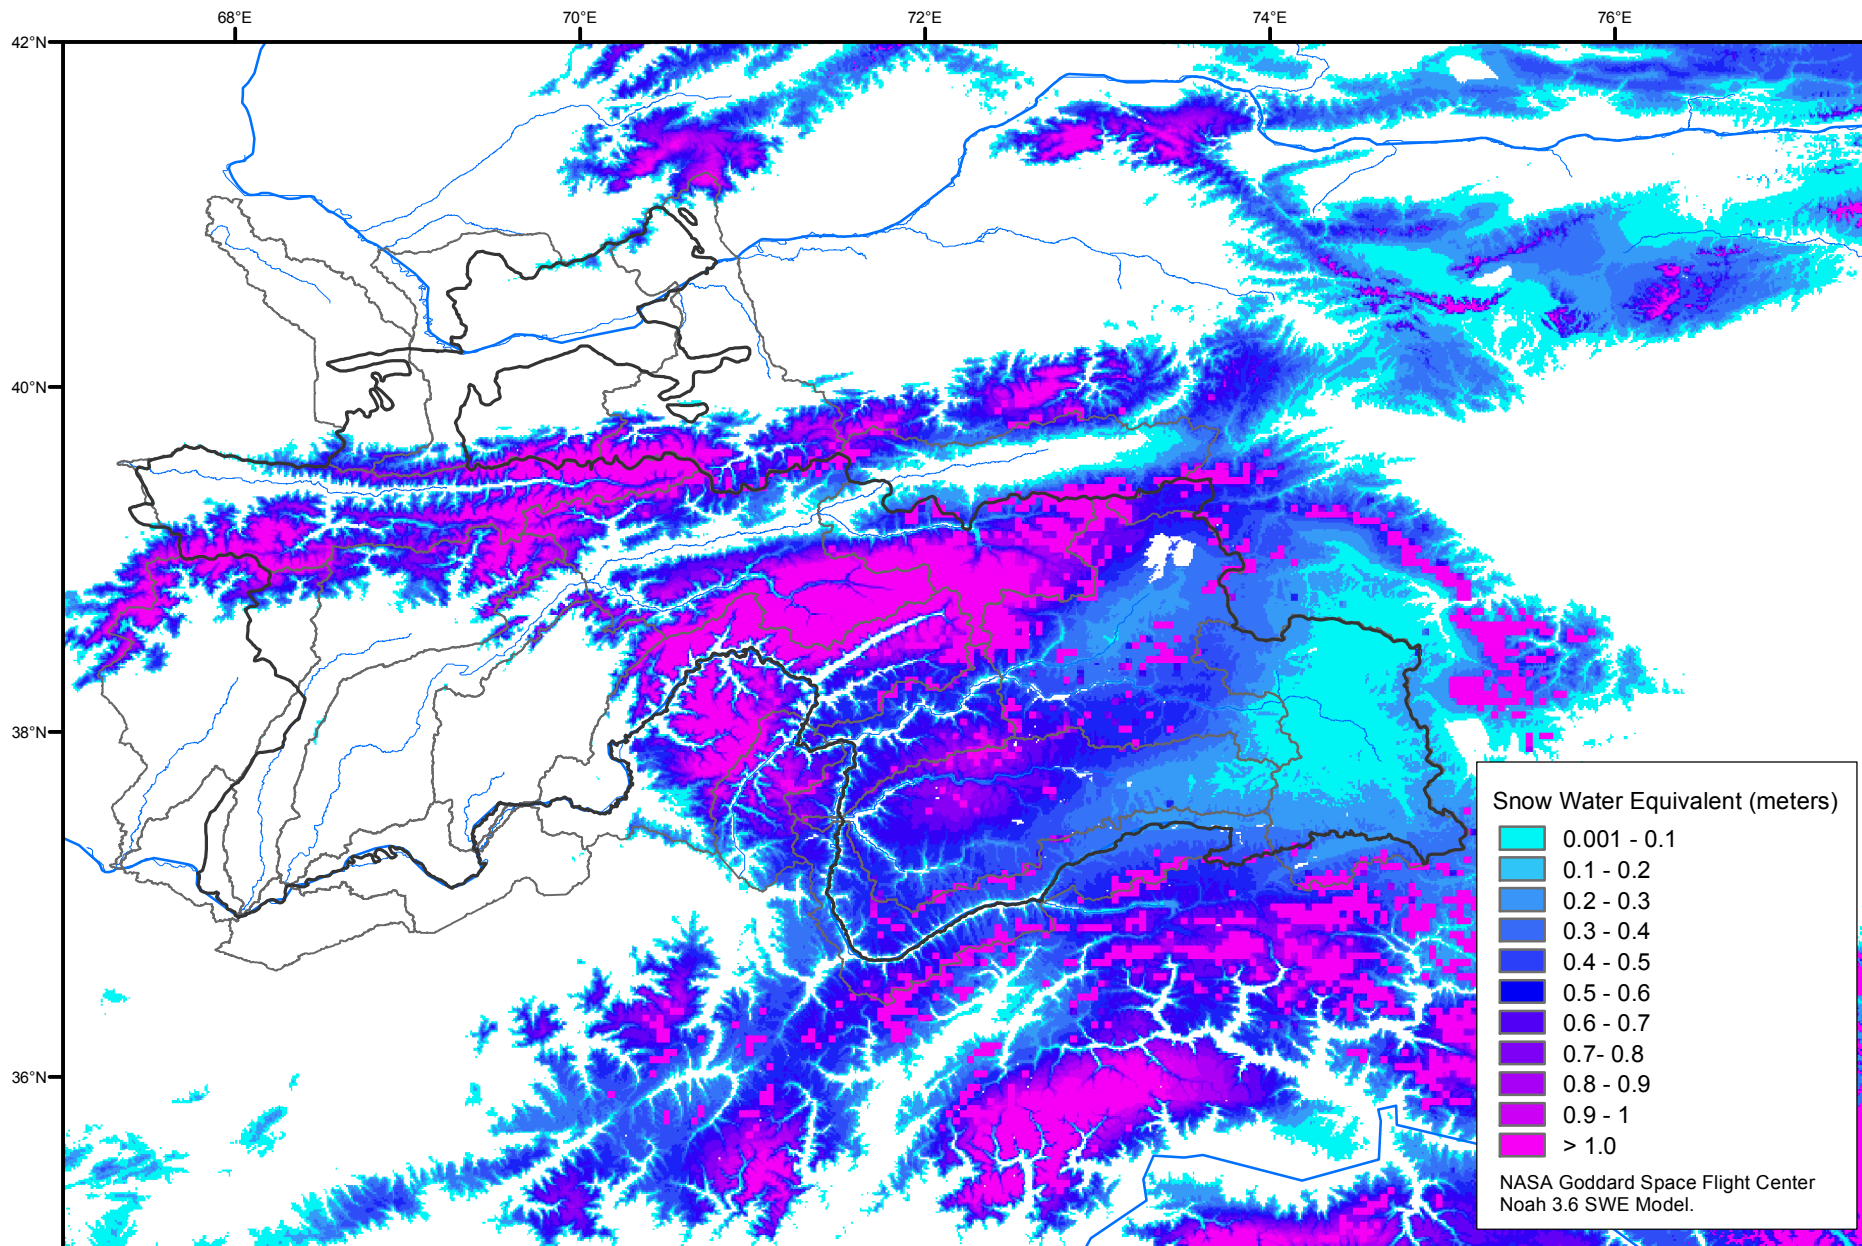 68°E
70°E
72°E
74°E
76°E
42°N
40°N
38°N
36°N
Snow Water Equivalent (meters)
0.001 - 0.1
0.1 - 0.2
0.2 - 0.3
0.3 - 0.4
0.4 - 0.5
0.5 - 0.6
0.6 - 0.7
0.7- 0.8
0.8 - 0.9
0.9 - 1
> 1.0
NASA Goddard Space Flight Center
Noah 3.6 SWE Model.